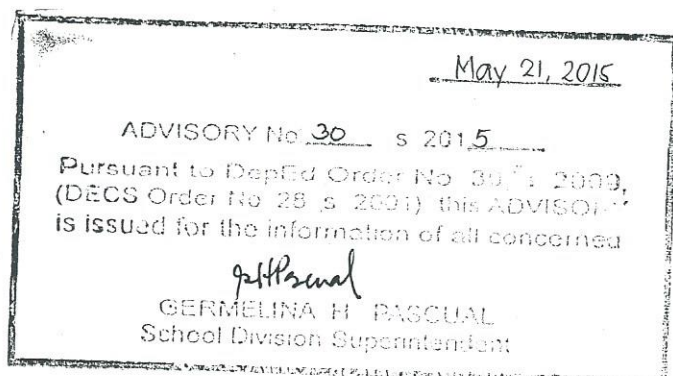 May 21, 2015
ADVISORY No 30 s 2015
Pursuant to DepEd Order No 39 s 2009,
(DECS Order No 28 s 2001) this ADVISORY
is issued for the information of all concerned
GERMELINA H PASCUAL
School Division Superintendent